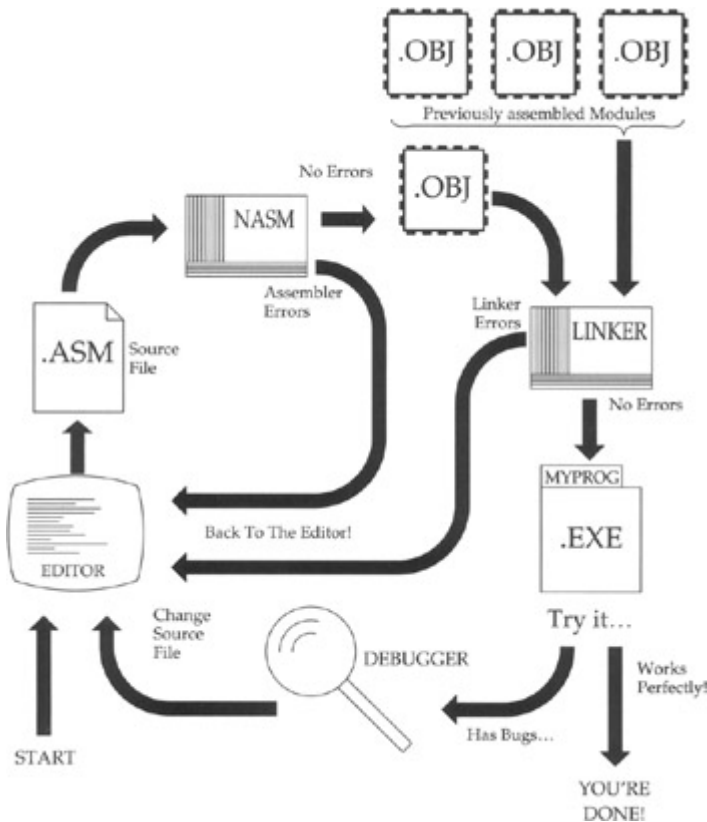 .OBJ
.OBJ
.OBJ
Previously assembled Modules
No Errors
.OBJ
NASM
Assembler
Errors
Linker
Errors
LINKER
.ASM
Source
File
No Errors
MYPROG
.EXE
Back To The Editor!
EDITOR
Try it...
Change
Source
File
DEBUGGER
Works
Perfectly!
Has Bugs...
START
YOU'RE
DONE!